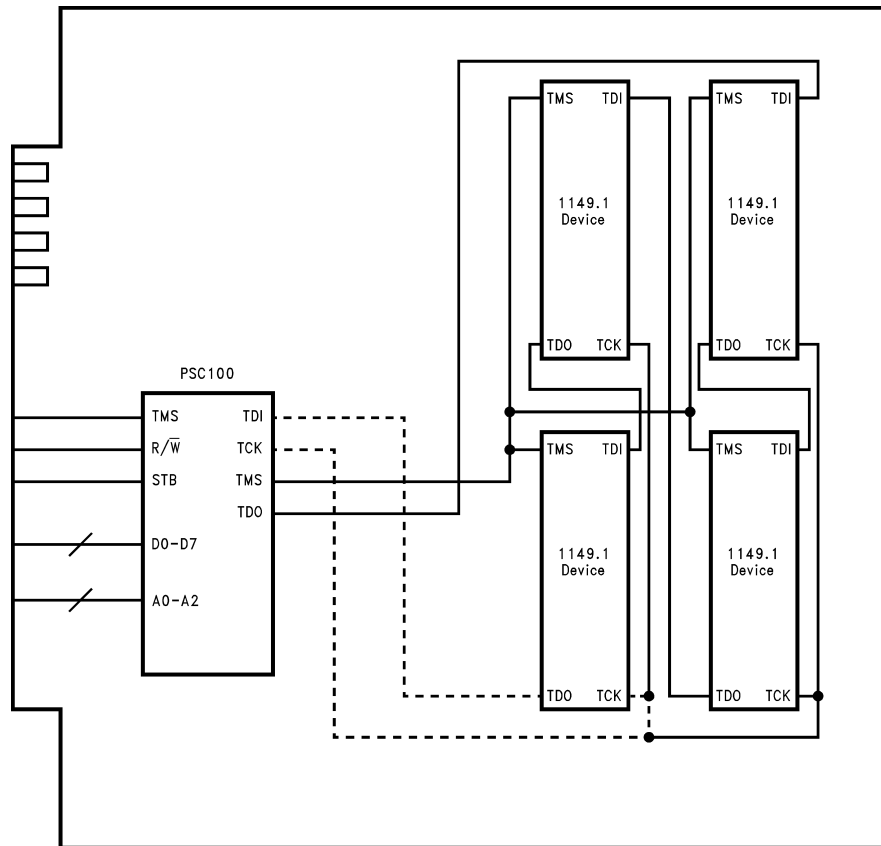 TMS TDI
TMS TDI
1149.1
Device
1149.1
Device
TDO TCK
TDO TCK
PSC100
TMS TDI
R/W̅ TCK
STB TMS
TDO
D0-D7
A0-A2
TMS TDI
TMS TDI
1149.1
Device
1149.1
Device
TDO TCK
TDO TCK